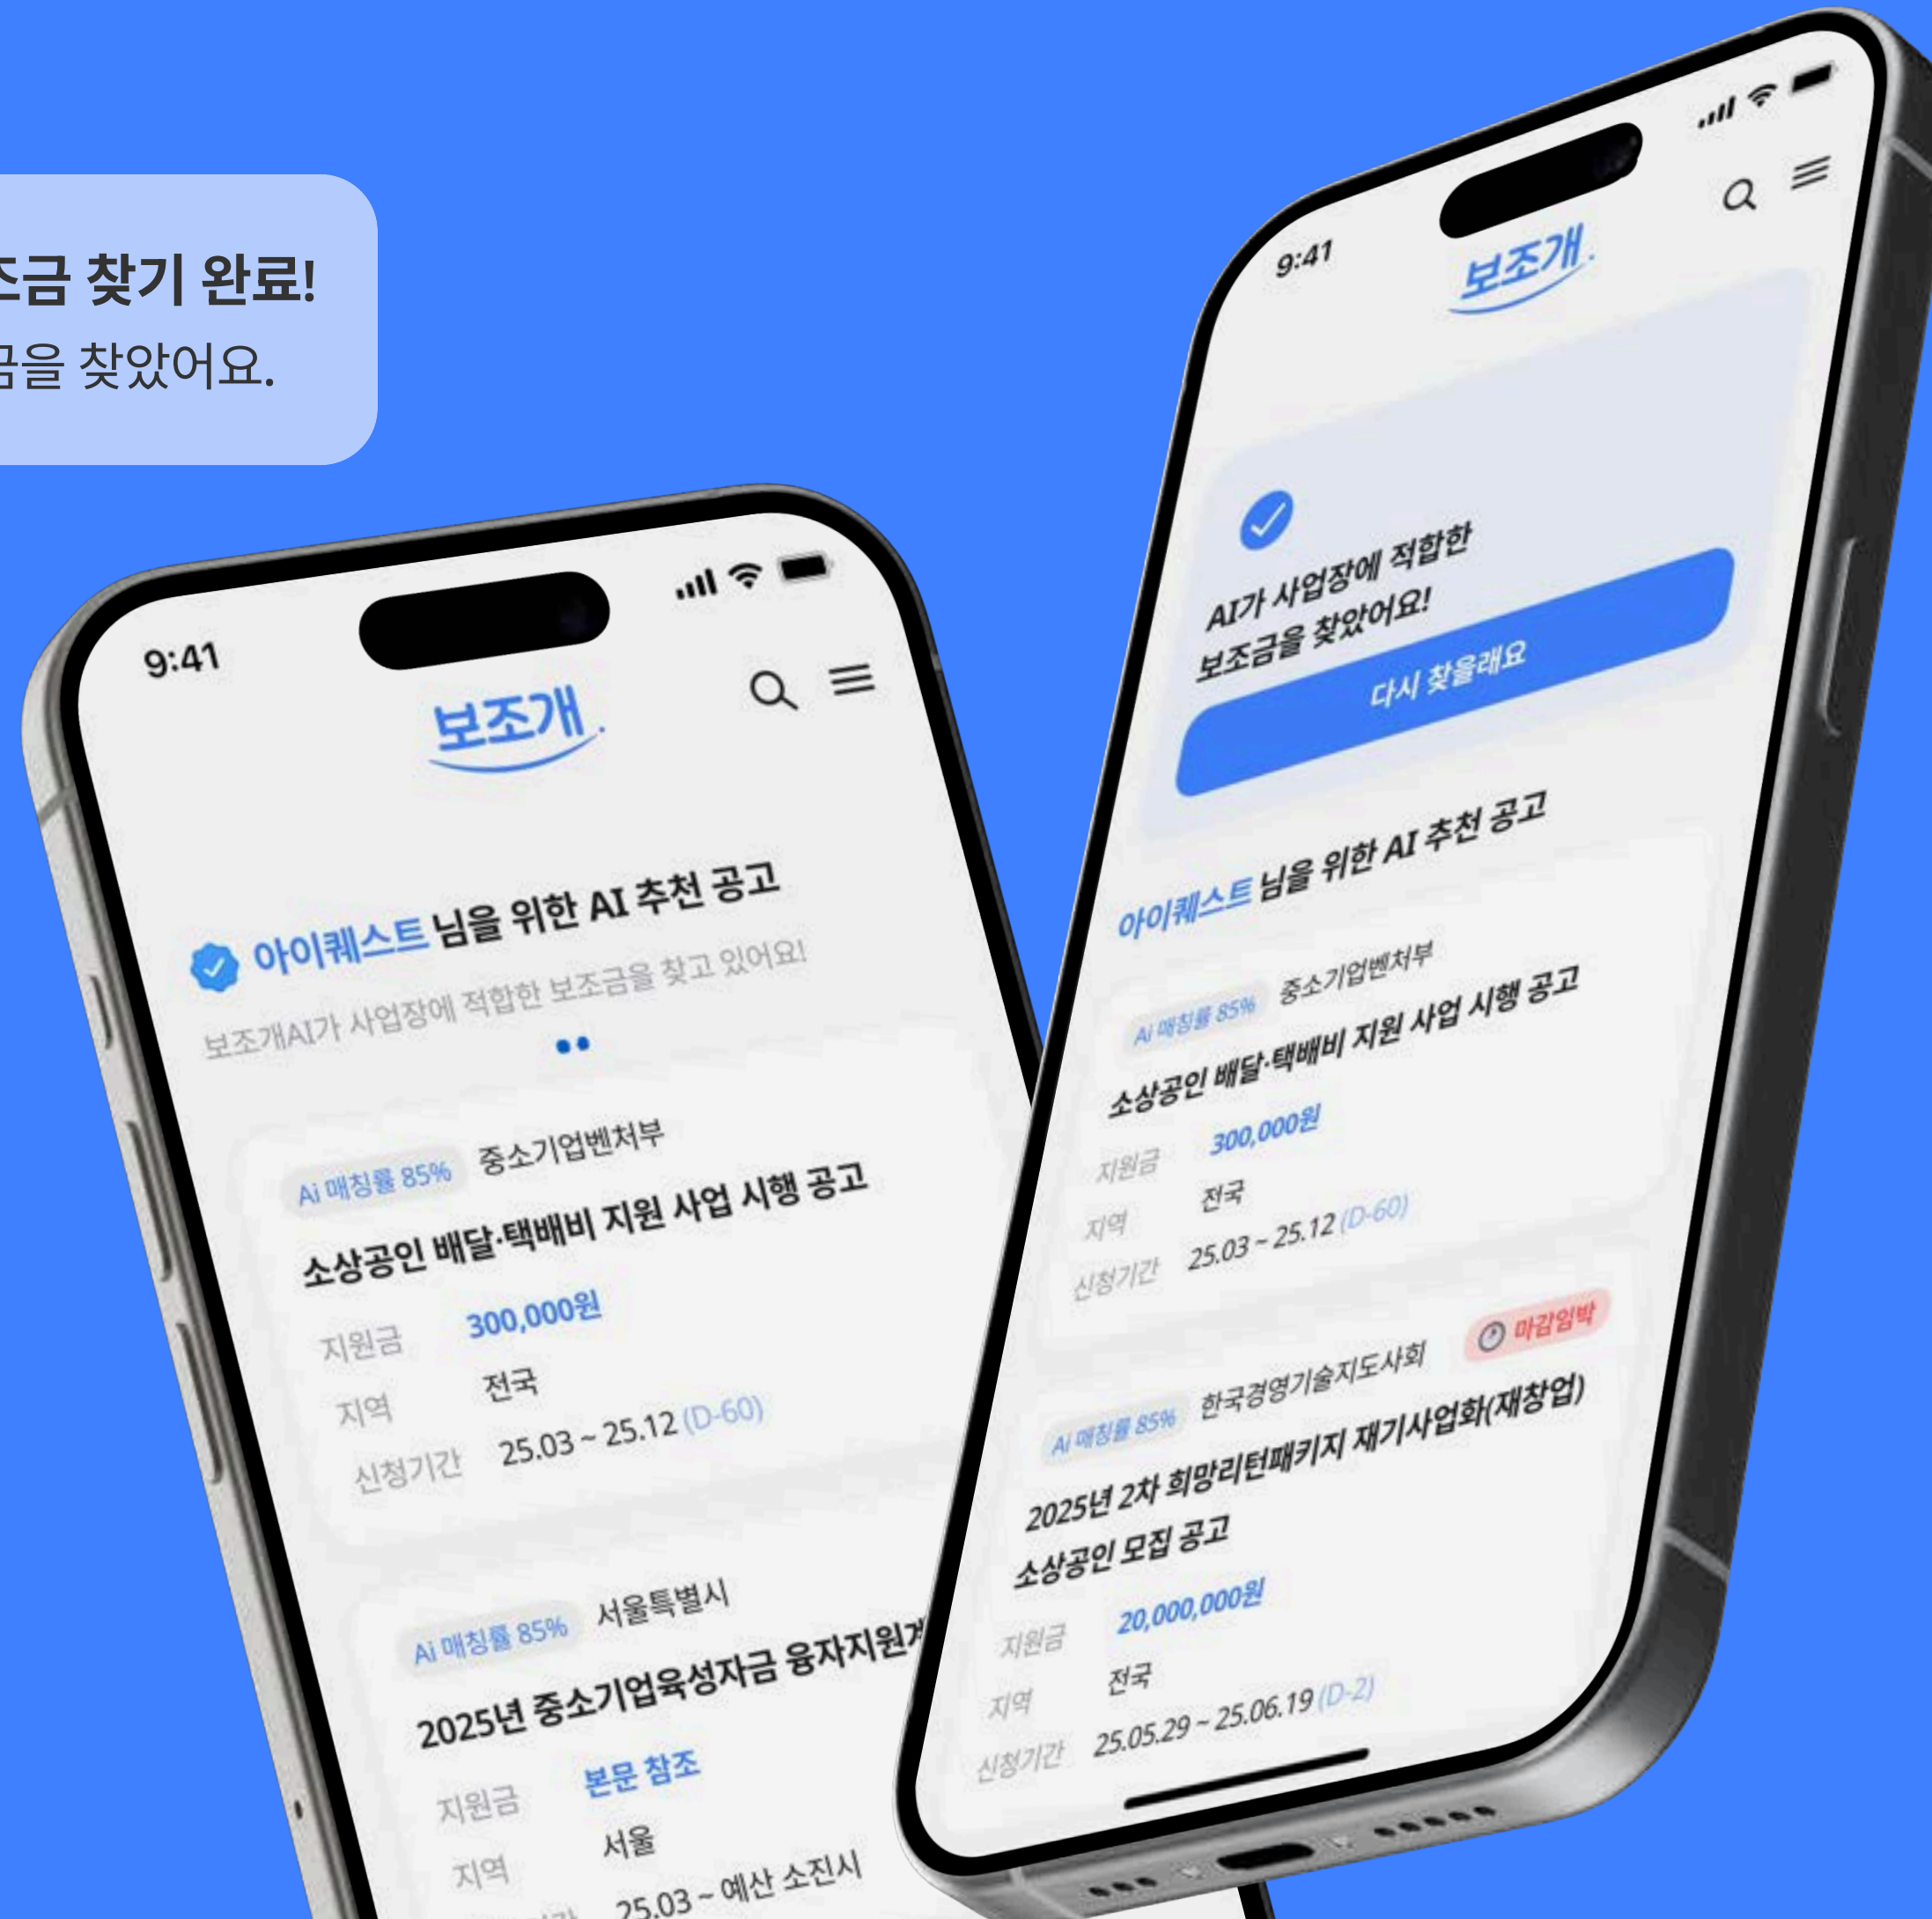 조금 찾기 완료!
금을 찾았어요.
9:41
보조개
아이퀘스트 님을 위한 AI 추천 공고
보조개AI가 사업장에 적합한 보조금을 찾고 있어요!
Ai 매칭률 85% 중소기업벤처부
소상공인 배달·택배비 지원 사업 시행 공고
지원금 300,000원
지역 전국
신청기간 25.03 ~ 25.12 (D-60)
Ai 매칭률 85% 서울특별시
2025년 중소기업육성자금 융자지원
지원금 본문 참조
지역 서울
25.03 ~ 예산 소진시
9:41
보조개
AI가 사업장에 적합한
보조금을 찾았어요!
다시 찾을래요
아이퀘스트 님을 위한 AI 추천 공고
Ai 매칭률 85% 중소기업벤처부
소상공인 배달·택배비 지원 사업 시행 공고
지원금 300,000원
지역 전국
신청기간 25.03 ~ 25.12 (D-60)
Ai 매칭률 85% 한국경영기술지도사회 마감임박
2025년 2차 희망리턴패키지 재기사업화(재창업)
소상공인 모집 공고
지원금 20,000,000원
지역 전국
신청기간 25.05.29 ~ 25.06.19 (D-2)